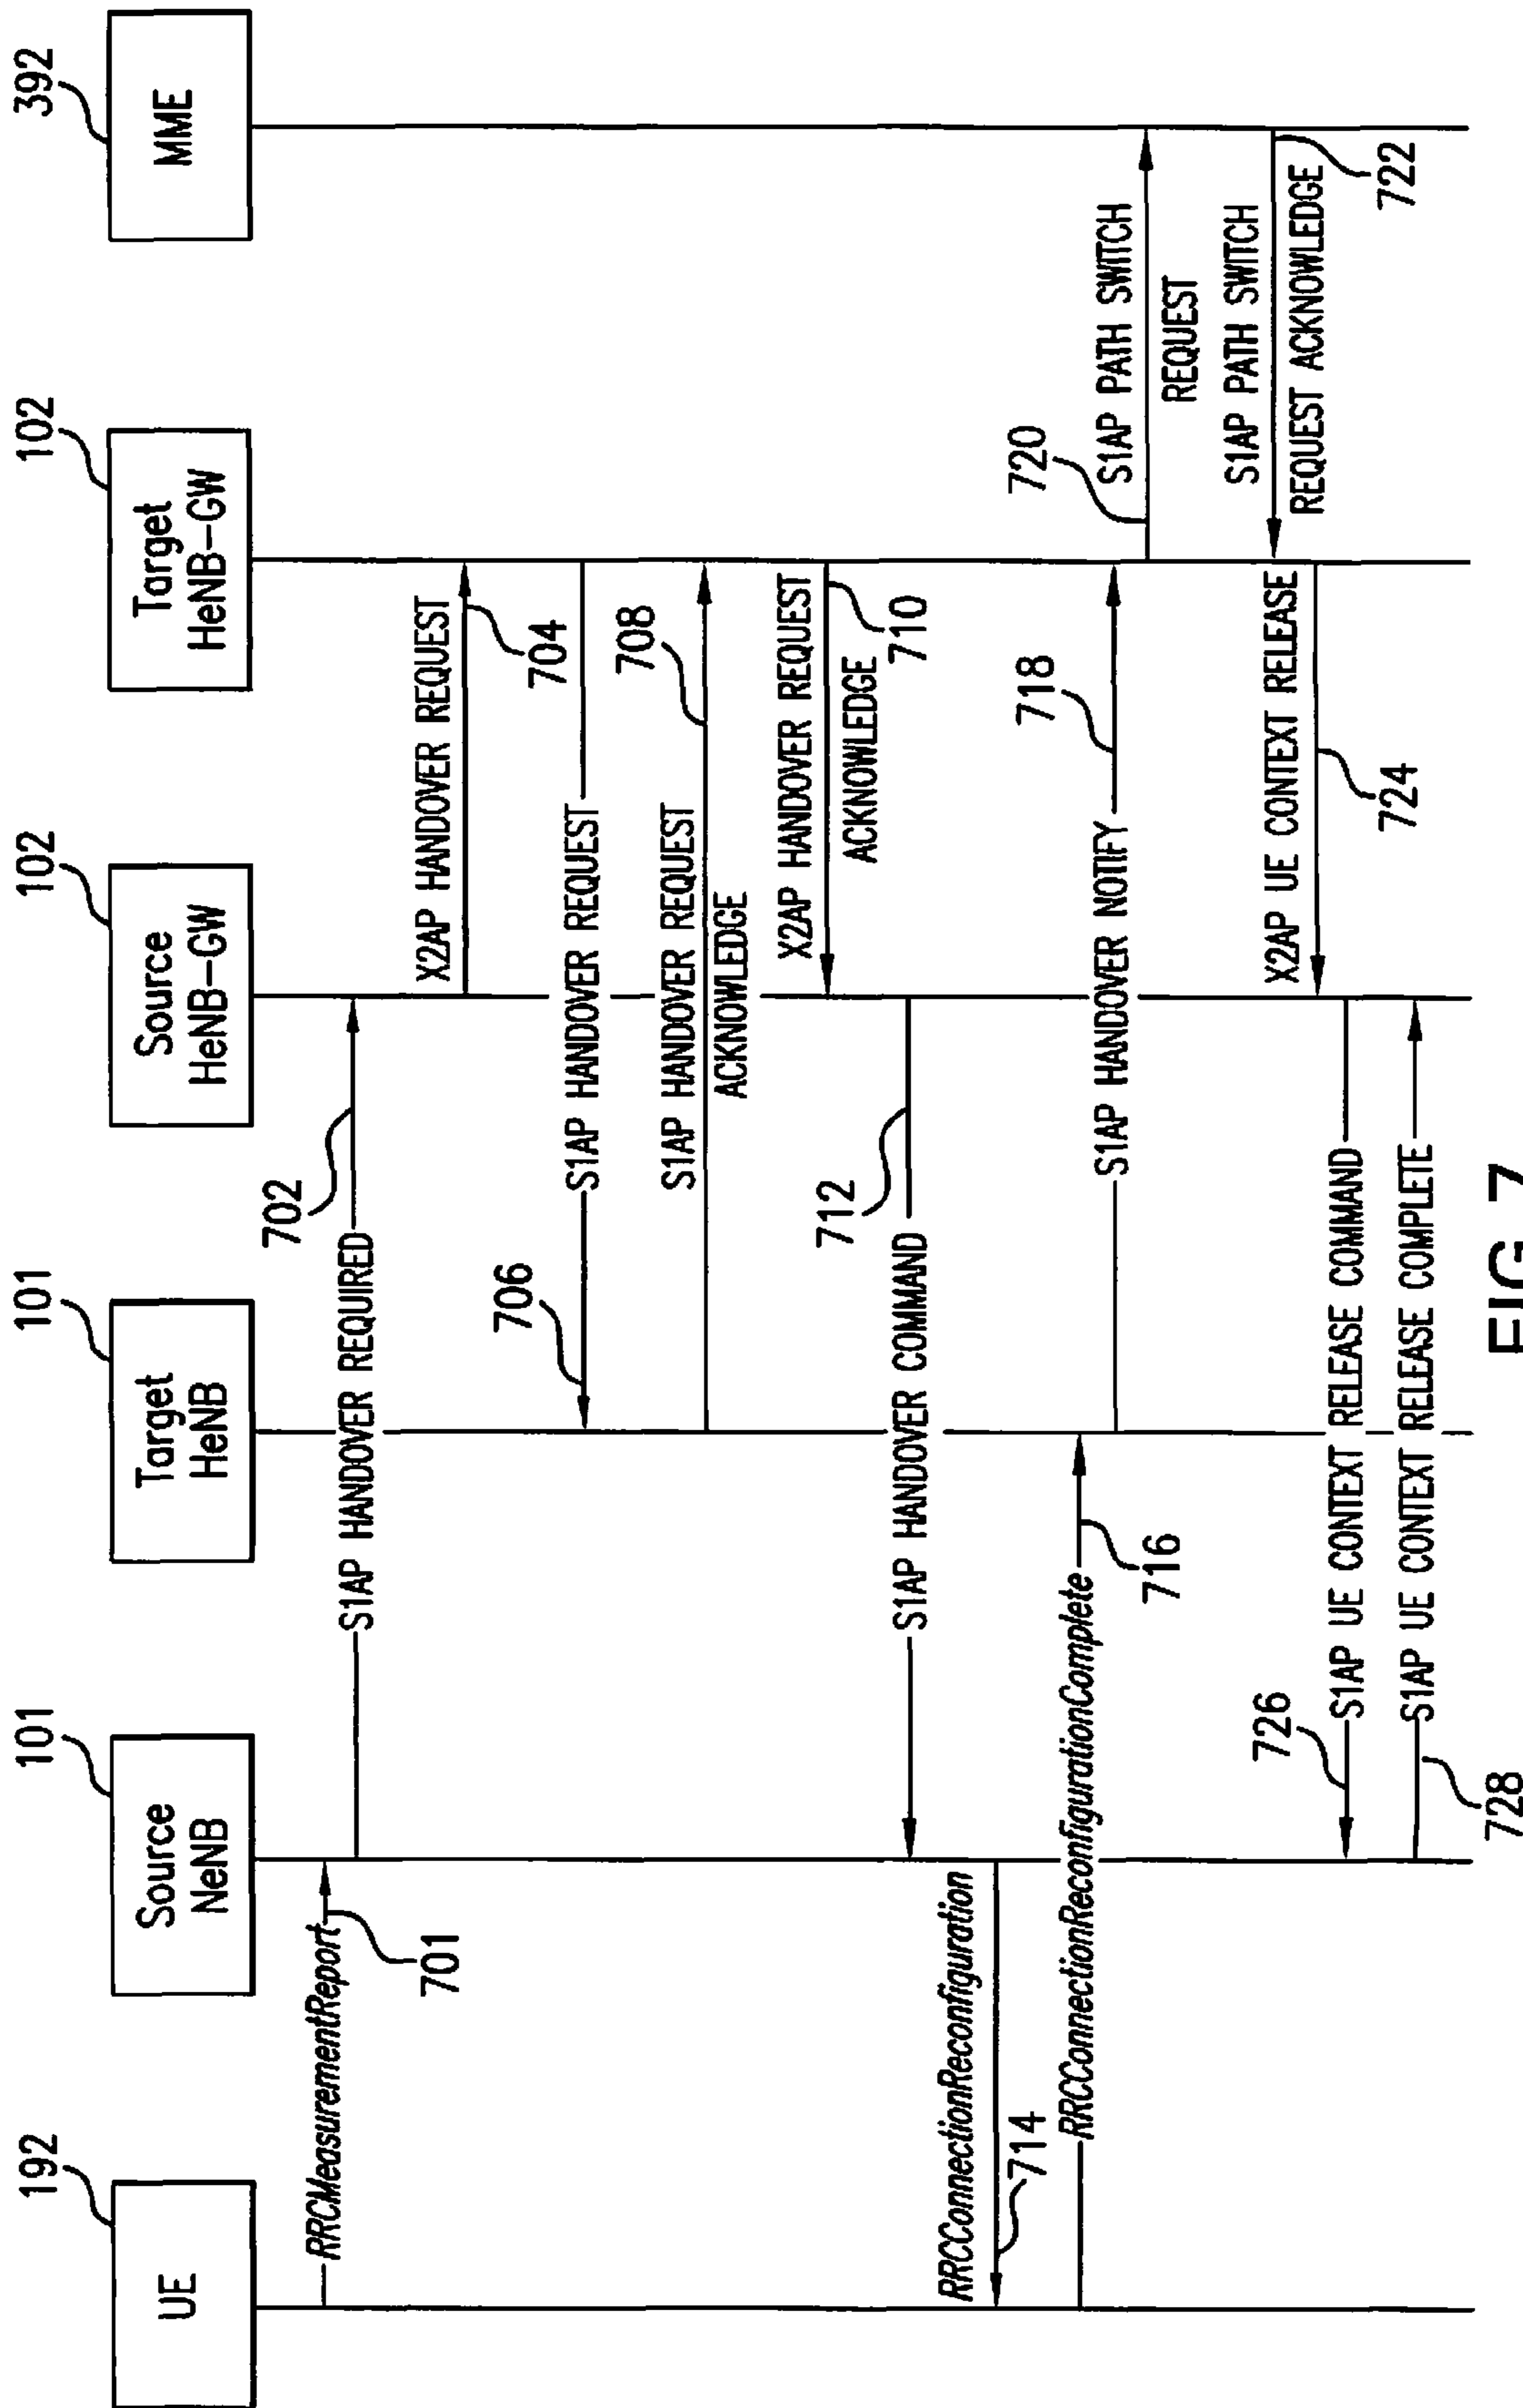 192
UE
101
Source
NeNB
101
Target
HeNB
102
Source
HeNB-GW
102
Target
HeNB-GW
392
MME
RRCMeasurementReport
701
S1AP HANDOVER REQUIRED
702
X2AP HANDOVER REQUEST
704
706
S1AP HANDOVER REQUEST
S1AP HANDOVER REQUEST
ACKNOWLEDGE
708
X2AP HANDOVER REQUEST
ACKNOWLEDGE
710
S1AP HANDOVER COMMAND
712
RRCConnectionReconfiguration
714
RRCConnectionReconfigurationComplete
716
S1AP HANDOVER NOTIFY
718
720
S1AP PATH SWITCH
REQUEST
S1AP PATH SWITCH
REQUEST ACKNOWLEDGE
722
X2AP UE CONTEXT RELEASE
724
726
S1AP UE CONTEXT RELEASE COMMAND
S1AP UE CONTEXT RELEASE COMPLETE
728
FIG.7